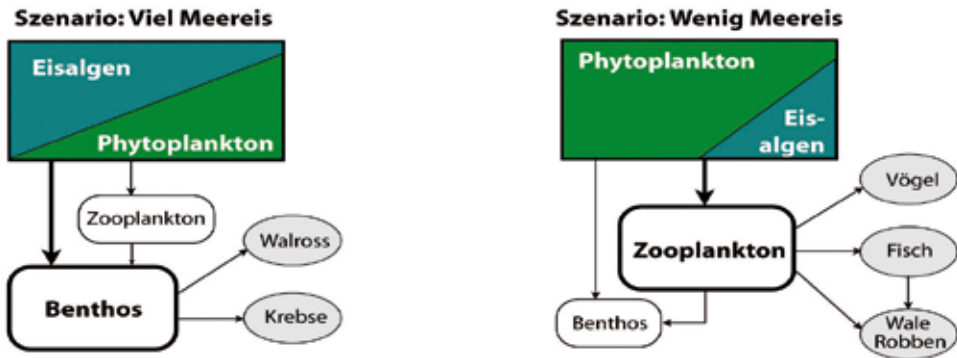 Szenario: Viel Meereis
Eisalgen
Phytoplankton
Zooplankton
Walross
Benthos
Krebse
Szenario: Wenig Meereis
Phytoplankton
Eis-
algen
Vögel
Zooplankton
Fisch
Benthos
Wale
Robben